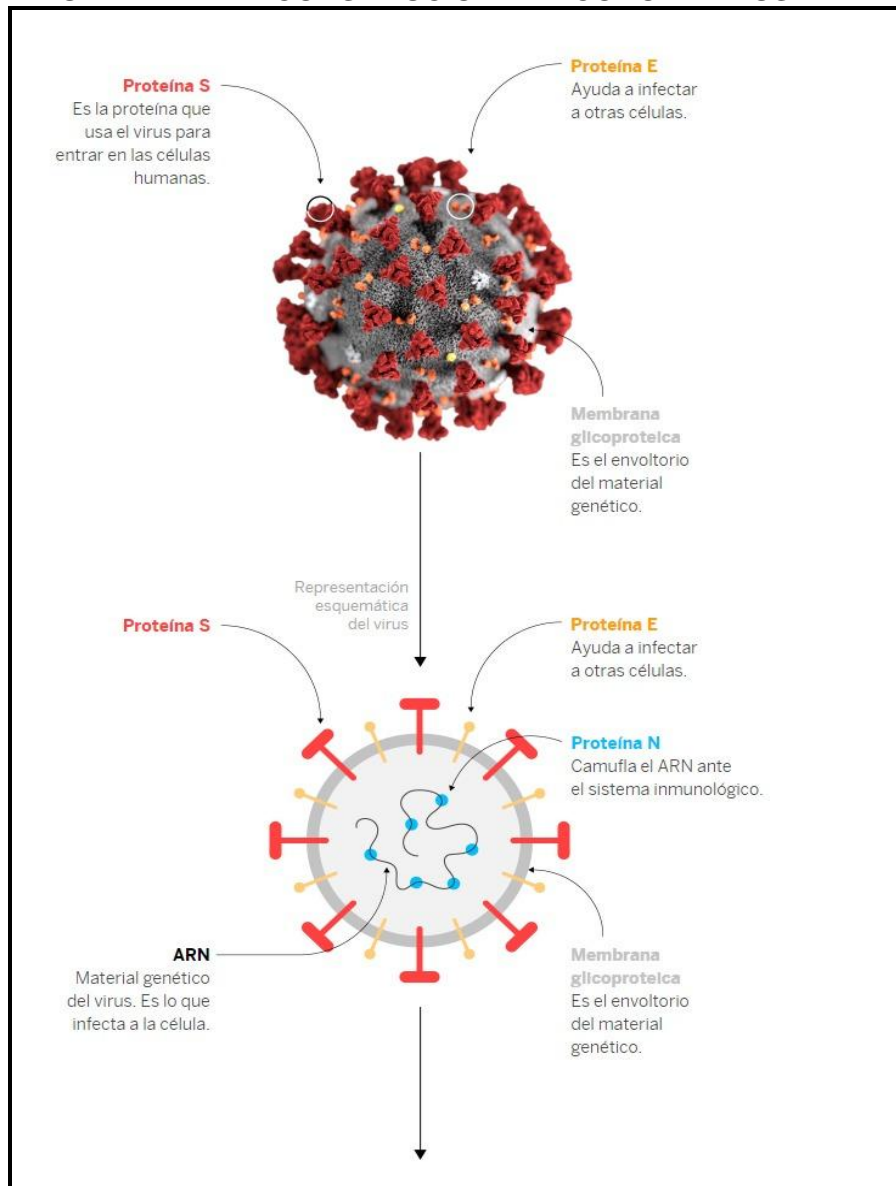 Proteína S
Es la proteína que
usa el virus para
entrar en las células
humanas.
Proteína E
Ayuda a infectar
a otras células.
Membrana
glicoproteica
Es el envoltorio
del material
genético.
Representación
esquemática
del virus
Proteína S
Proteína E
Ayuda a infectar
a otras células.
Proteína N
Camufla el ARN ante
el sistema inmunológico.
ARN
Material genético
del virus. Es lo que
infecta a la célula.
Membrana
glicoproteica
Es el envoltorio
del material
genético.